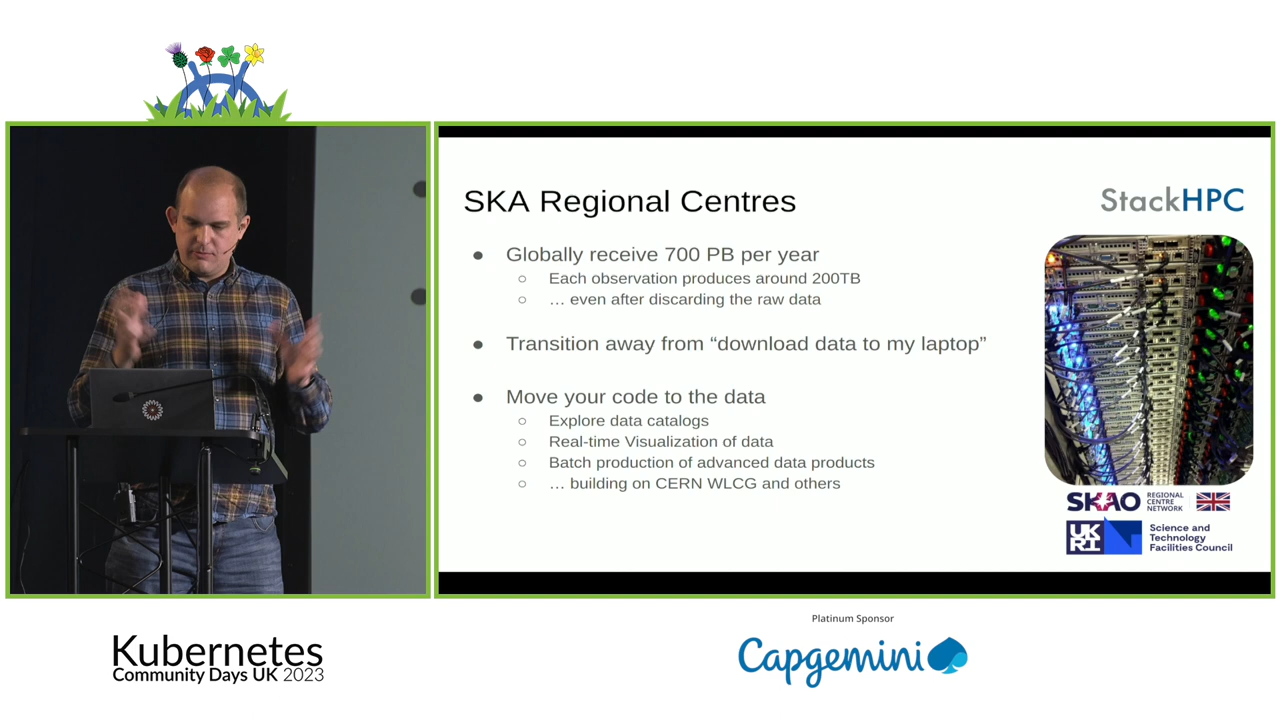 SKA Regional Centres
StackHPC
● Globally receive 700 PB per year
○ Each observation produces around 200TB
○ … even after discarding the raw data
● Transition away from “download data to my laptop”
● Move your code to the data
○ Explore data catalogs
○ Real-time Visualization of data
○ Batch production of advanced data products
○ … building on CERN WLCG and others
SKAO REGIONAL
CENTRE
NETWORK
UK
RI
Science and
Technology
Facilities Council
Platinum Sponsor
Kubernetes
Community Days UK 2023
Capgemini